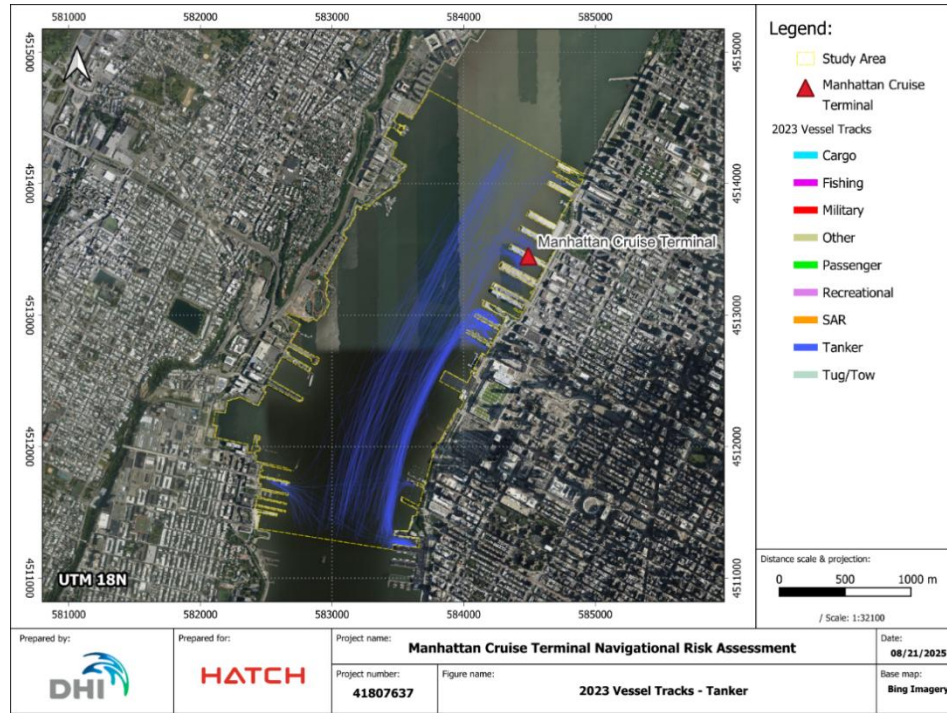 581000 582000 583000 584000 585000
4515000 4515000
4514000 4514000
Manhattan Cruise Terminal
4513000 4513000
4512000 4512000
4511000 4511000
UTM 18N
581000 582000 583000 584000 585000
Legend:
Study Area
Manhattan Cruise
Terminal
2023 Vessel Tracks
Cargo
Fishing
Military
Other
Passenger
Recreational
SAR
Tanker
Tug/Tow
Distance scale & projection:
0 500 1000 m
/ Scale: 1:32100
Prepared by:
DHI
Prepared for:
HATCH
Project name:
Manhattan Cruise Terminal Navigational Risk Assessment
Project number:
41807637
Figure name:
2023 Vessel Tracks - Tanker
Date:
08/21/2025
Base map:
Bing Imagery